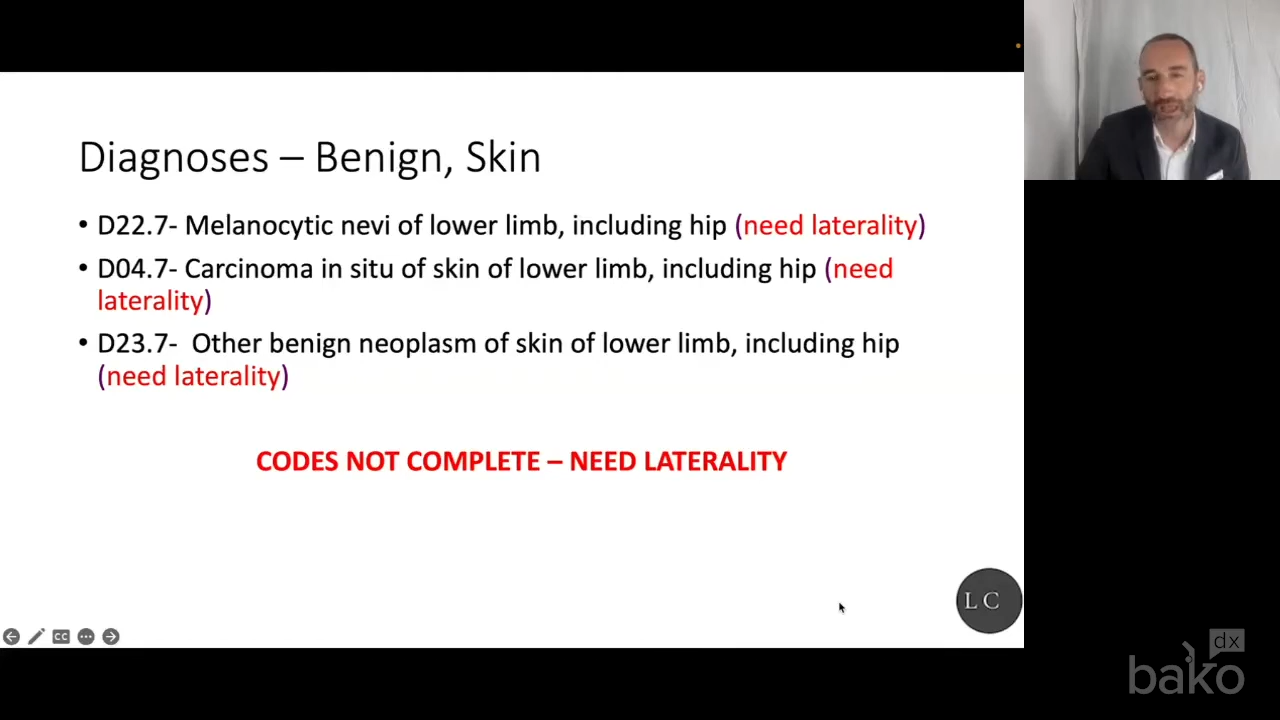 Diagnoses – Benign, Skin
• D22.7- Melanocytic nevi of lower limb, including hip (need laterality)
• D04.7- Carcinoma in situ of skin of lower limb, including hip (need
laterality)
• D23.7- Other benign neoplasm of skin of lower limb, including hip
(need laterality)
CODES NOT COMPLETE – NEED LATERALITY
L C
CC
dx
bako